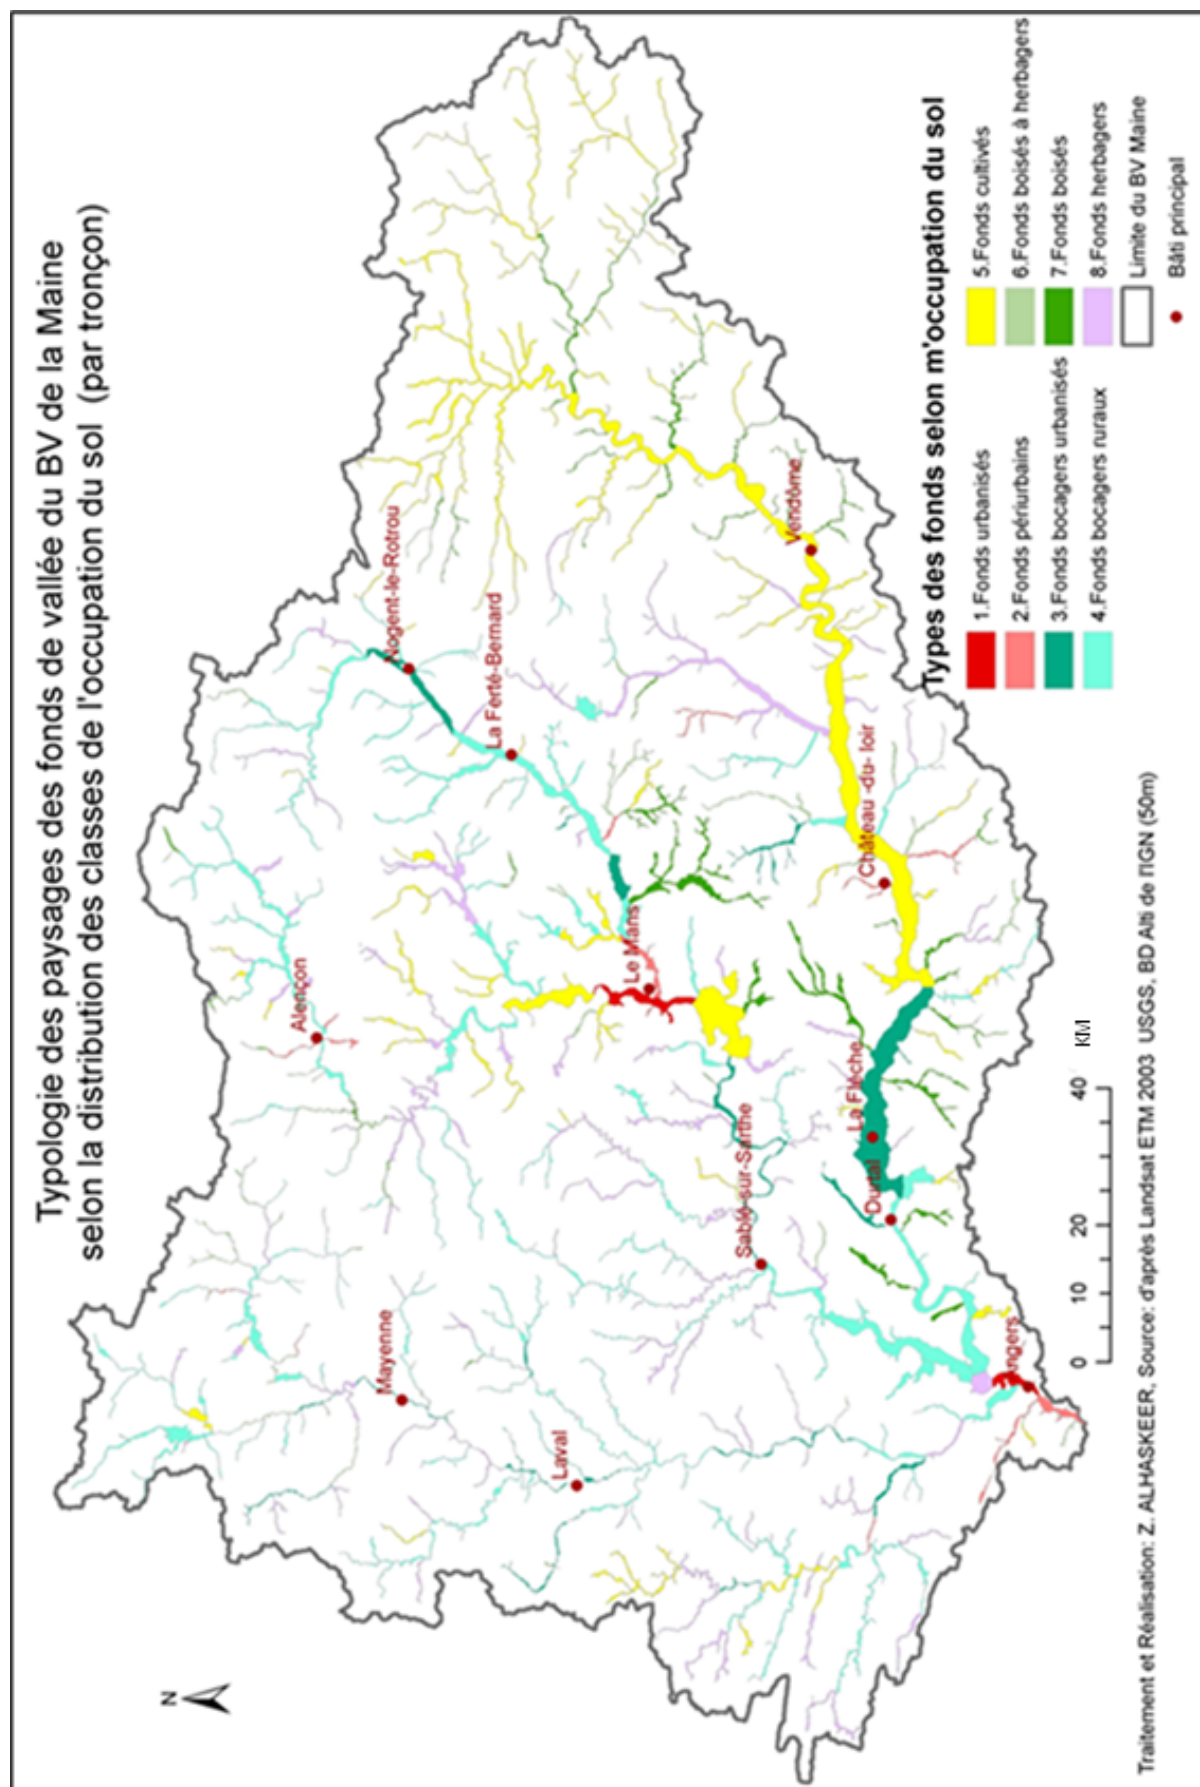 Typologie des paysages des fonds de vallée du BV de la Maine
selon la distribution des classes de l'occupation du sol (par tronçon)
N
Nogent-le-Rotrou
La Ferté-Bernard
Alençon
Mayenne
Laval
Le Mans
Vendôme
Château -du- loir
Sablé-sur-Sarthe
La Flèche
Durtal
Angers
Types des fonds selon m'occupation du sol
1.Fonds urbanisés
2.Fonds périurbains
3.Fonds bocagers urbanisés
4.Fonds bocagers ruraux
5.Fonds cultivés
6.Fonds boisés à herbagers
7.Fonds boisés
8.Fonds herbagers
Limite du BV Maine
Bâti principal
0 10 20 40 KM
Traitement et Réalisation: Z. ALHASKEER, Source: d'après Landsat ETM 2003 USGS, BD Alti de l'IGN (50m)